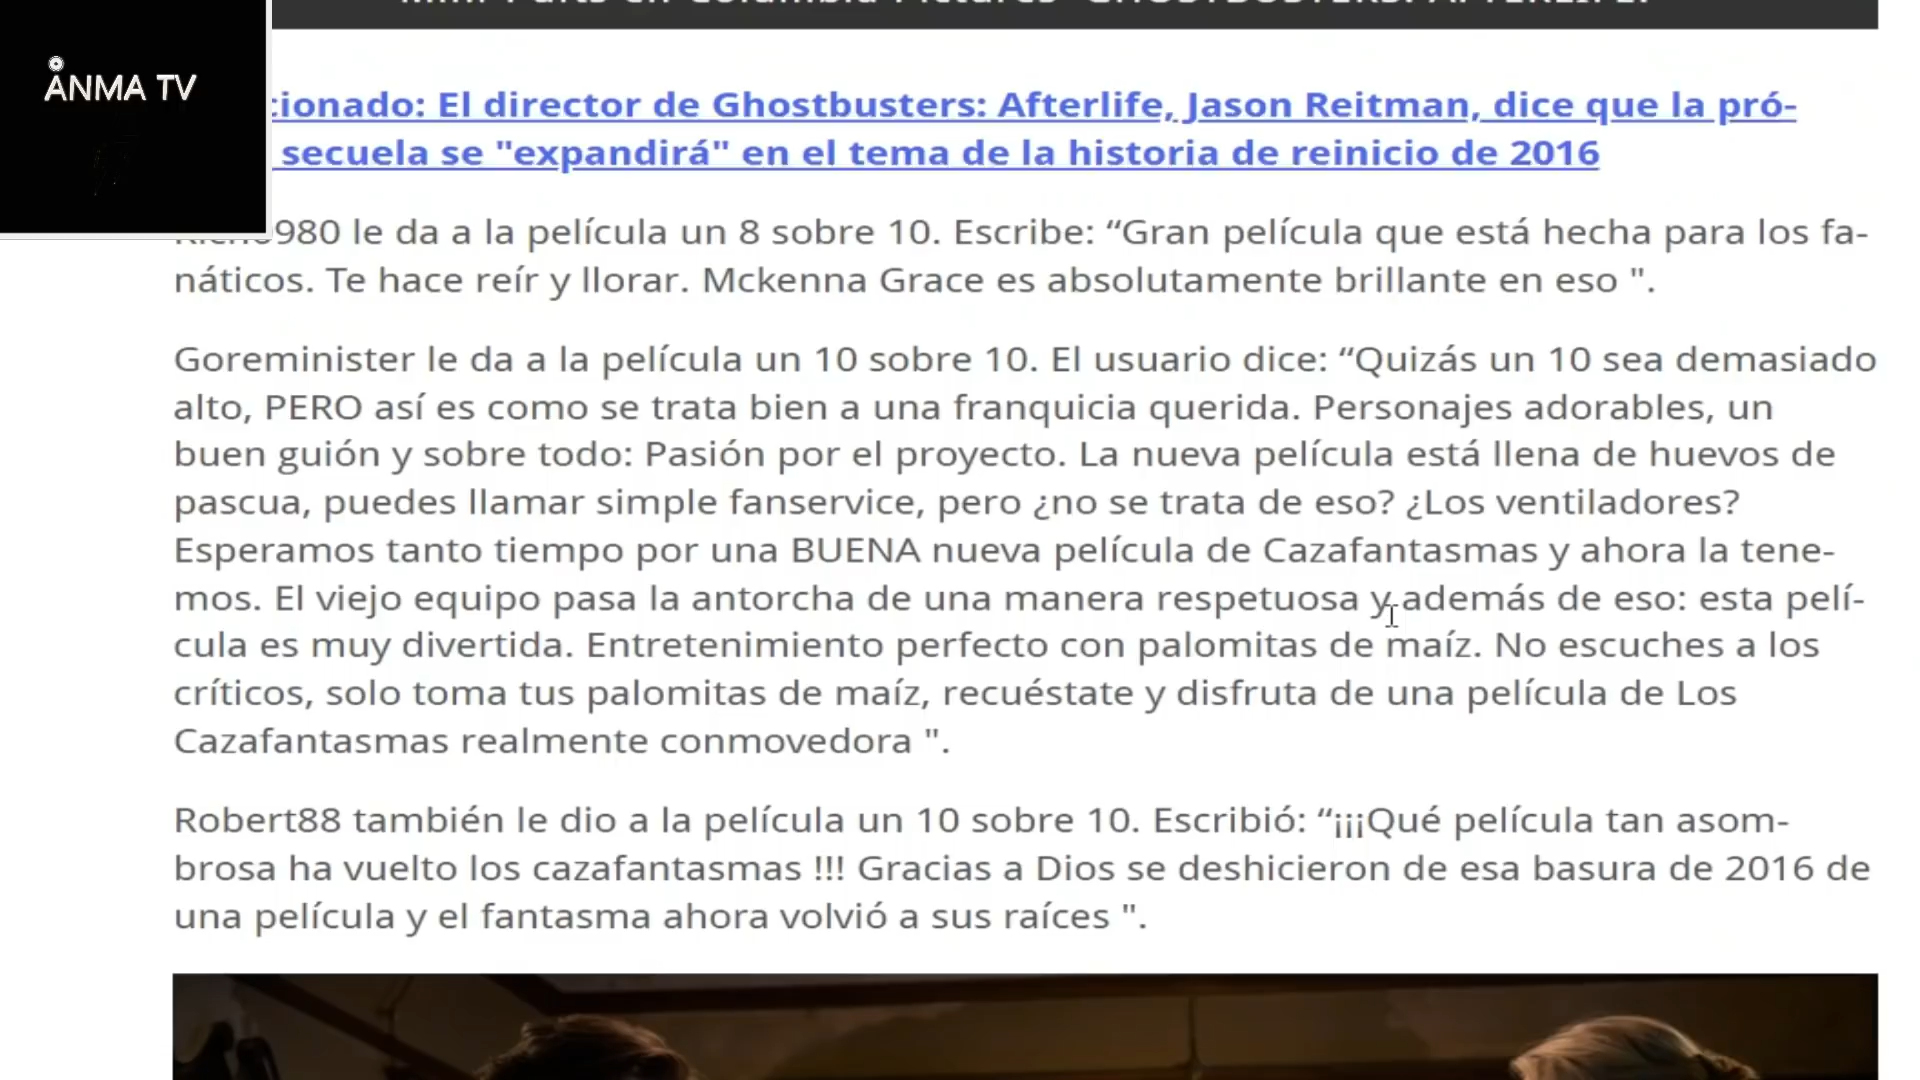 Mini-Puffs en Columbia Pictures' GHOSTBUSTERS: AFTERLIFE.
ÅNMA TV
cionado: El director de Ghostbusters: Afterlife, Jason Reitman, dice que la pró-
secuela se "expandirá" en el tema de la historia de reinicio de 2016
980 le da a la película un 8 sobre 10. Escribe: “Gran película que está hecha para los fa-
náticos. Te hace reír y llorar. Mckenna Grace es absolutamente brillante en eso ".
Goreminister le da a la película un 10 sobre 10. El usuario dice: “Quizás un 10 sea demasiado
alto, PERO así es como se trata bien a una franquicia querida. Personajes adorables, un
buen guión y sobre todo: Pasión por el proyecto. La nueva película está llena de huevos de
pascua, puedes llamar simple fanservice, pero ¿no se trata de eso? ¿Los ventiladores?
Esperamos tanto tiempo por una BUENA nueva película de Cazafantasmas y ahora la tene-
mos. El viejo equipo pasa la antorcha de una manera respetuosa y además de eso: esta pelí-
cula es muy divertida. Entretenimiento perfecto con palomitas de maíz. No escuches a los
críticos, solo toma tus palomitas de maíz, recuéstate y disfruta de una película de Los
Cazafantasmas realmente conmovedora ".
Robert88 también le dio a la película un 10 sobre 10. Escribió: “¡¡¡Qué película tan asom-
brosa ha vuelto los cazafantasmas !!! Gracias a Dios se deshicieron de esa basura de 2016 de
una película y el fantasma ahora volvió a sus raíces ".